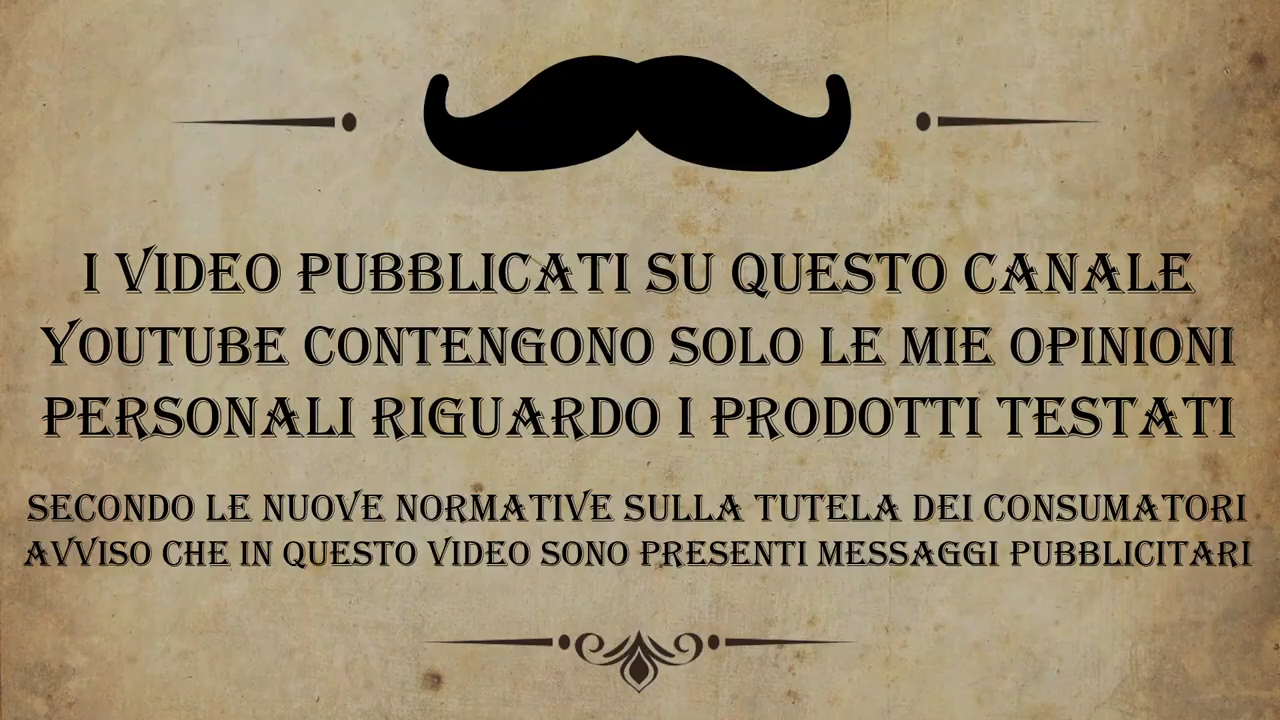 I VIDEO PUBBLICATI SU QUESTO CANALE
YOUTUBE CONTENGONO SOLO LE MIE OPINIONI
PERSONALI RIGUARDO I PRODOTTI TESTATI
SECONDO LE NUOVE NORMATIVE SULLA TUTELA DEI CONSUMATORI
AVVISO CHE IN QUESTO VIDEO SONO PRESENTI MESSAGGI PUBBLICITARI